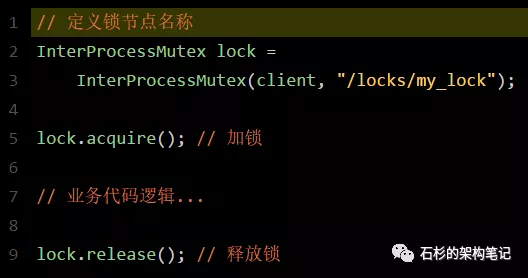 1 // 定义锁节点名称
2 InterProcessMutex lock =
3 InterProcessMutex(client, "/locks/my_lock");
4
5 lock.acquire(); // 加锁
6
7 // 业务代码逻辑...
8
9 lock.release(); // 释放锁
石杉的架构笔记